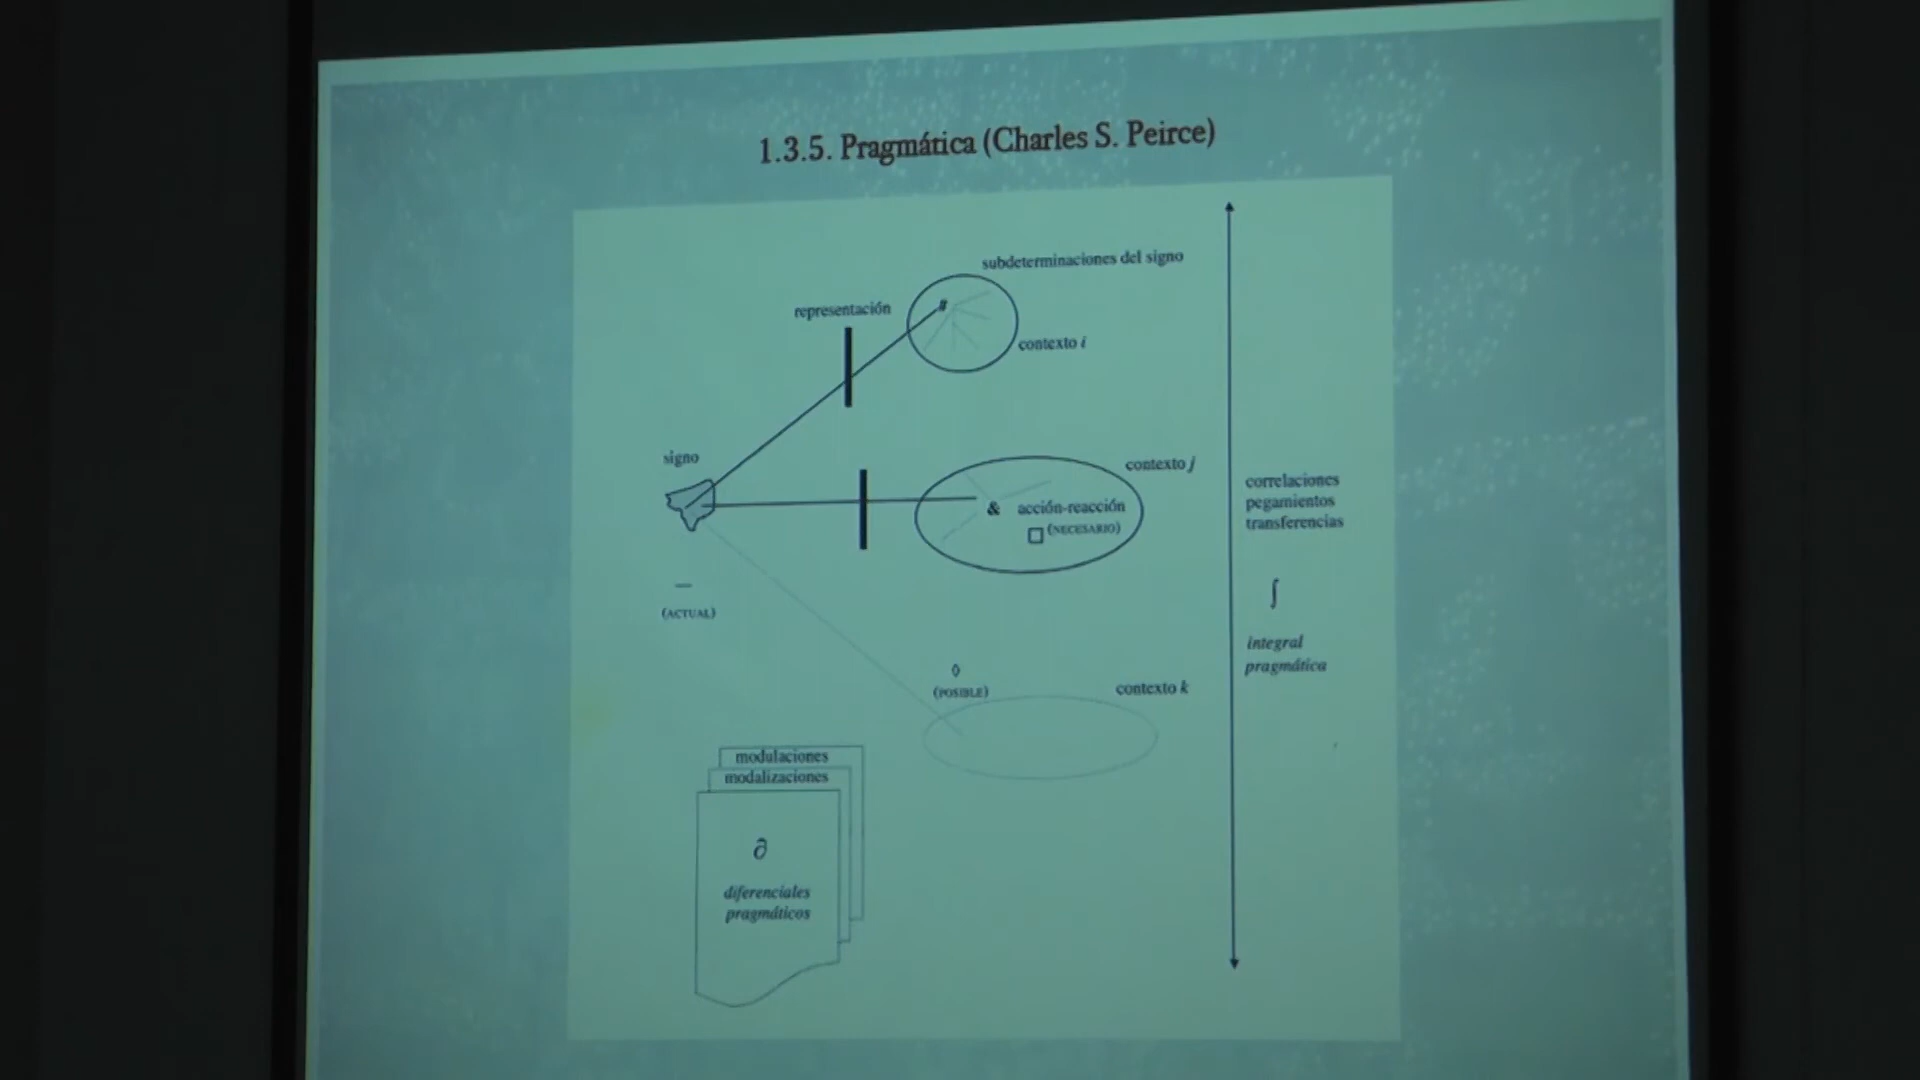 1.3.5. Pragmática (Charles S. Peirce)
subdeterminaciones del signo
representación
#
contexto i
signo
contexto j
& acción-reacción
□ (NECESARIO)
correlaciones
pegamientos
transferencias
—
(ACTUAL)
∫
integral
pragmática
◊
(POSIBLE)
contexto k
modulaciones
modalizaciones
∂
diferenciales
pragmáticos